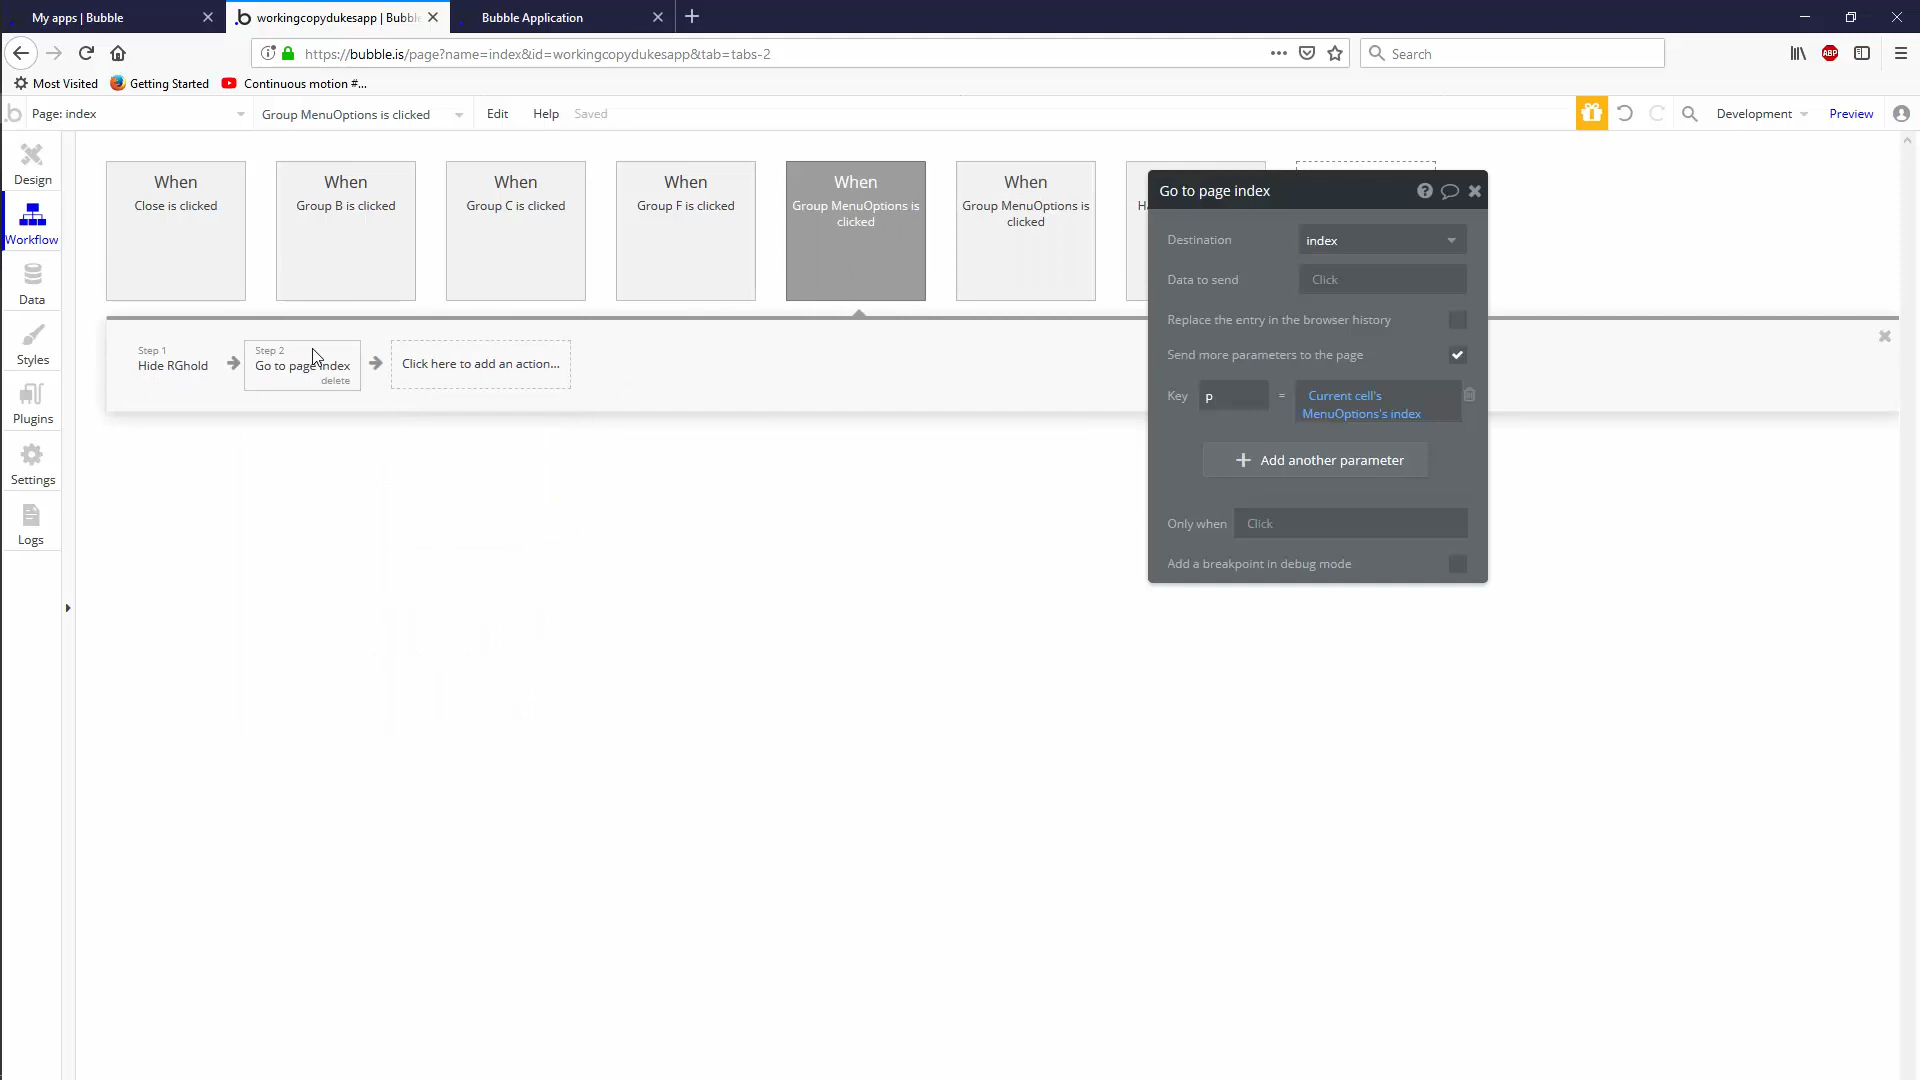 My apps | Bubble
workingcopydukesapp | Bubble
Bubble Application
https://bubble.is/page?name=index&id=workingcopydukesapp&tab=tabs-2
Search
Most Visited
Getting Started
Continuous motion #...
Page: index
Group MenuOptions is clicked
Edit
Help
Saved
Development
Preview
Design
Workflow
Data
Styles
Plugins
Settings
Logs
When
Close is clicked
When
Group B is clicked
When
Group C is clicked
When
Group F is clicked
When
Group MenuOptions is
clicked
When
Group MenuOptions is
clicked
Step 1
Hide RGhold
Step 2
Go to page index
delete
Click here to add an action...
Go to page index
Destination
index
Data to send
Click
Replace the entry in the browser history
Send more parameters to the page
Key
p
=
Current cell's
MenuOptions's index
Add another parameter
Only when
Click
Add a breakpoint in debug mode
ABP